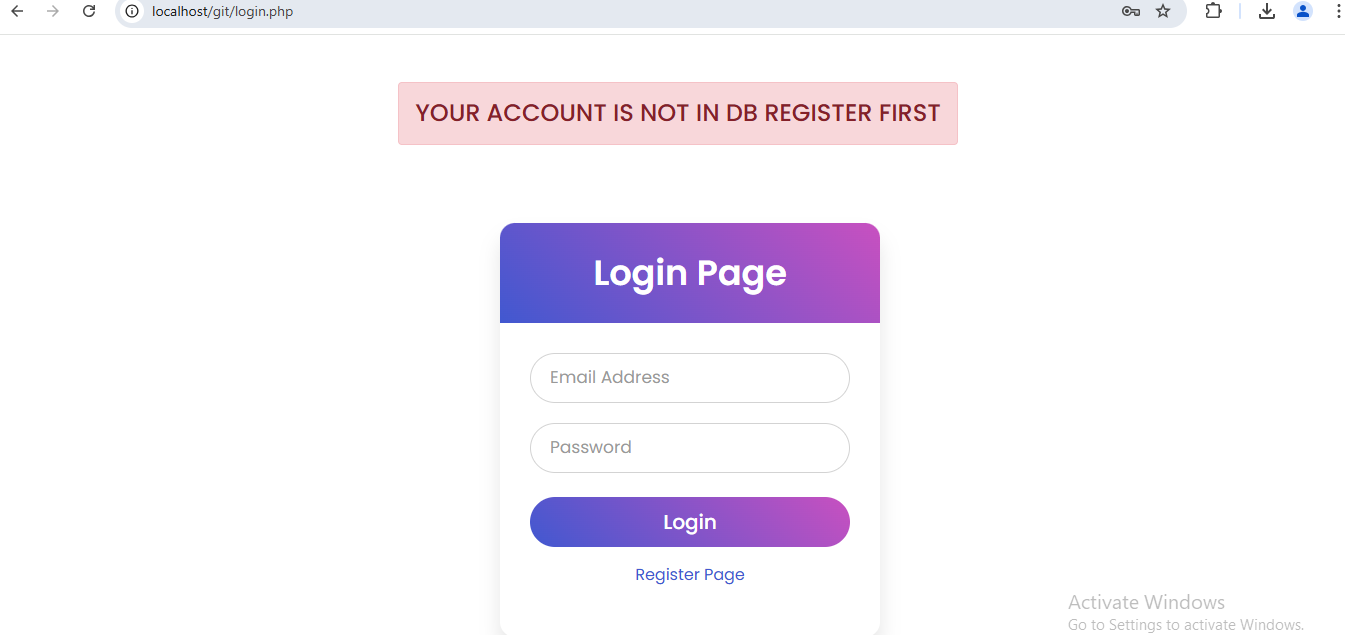 localhost/git/login.php
YOUR ACCOUNT IS NOT IN DB REGISTER FIRST
Login Page
Email Address
Password
Login
Register Page
Activate Windows
Go to Settings to activate Windows.